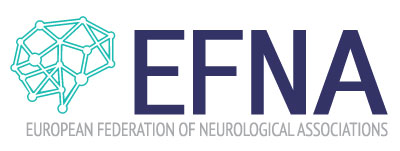 EFNA
EUROPEAN FEDERATION OF NEUROLOGICAL ASSOCIATIONS